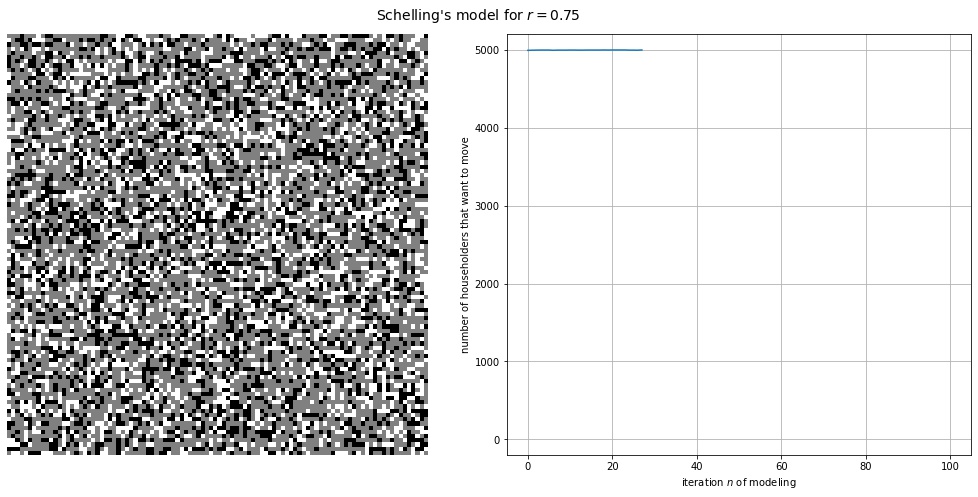 Schelling's model for r = 0.75
number of householders that want to move
5000
4000
3000
2000
1000
0
0 20 40 60 80 100
iteration n of modeling